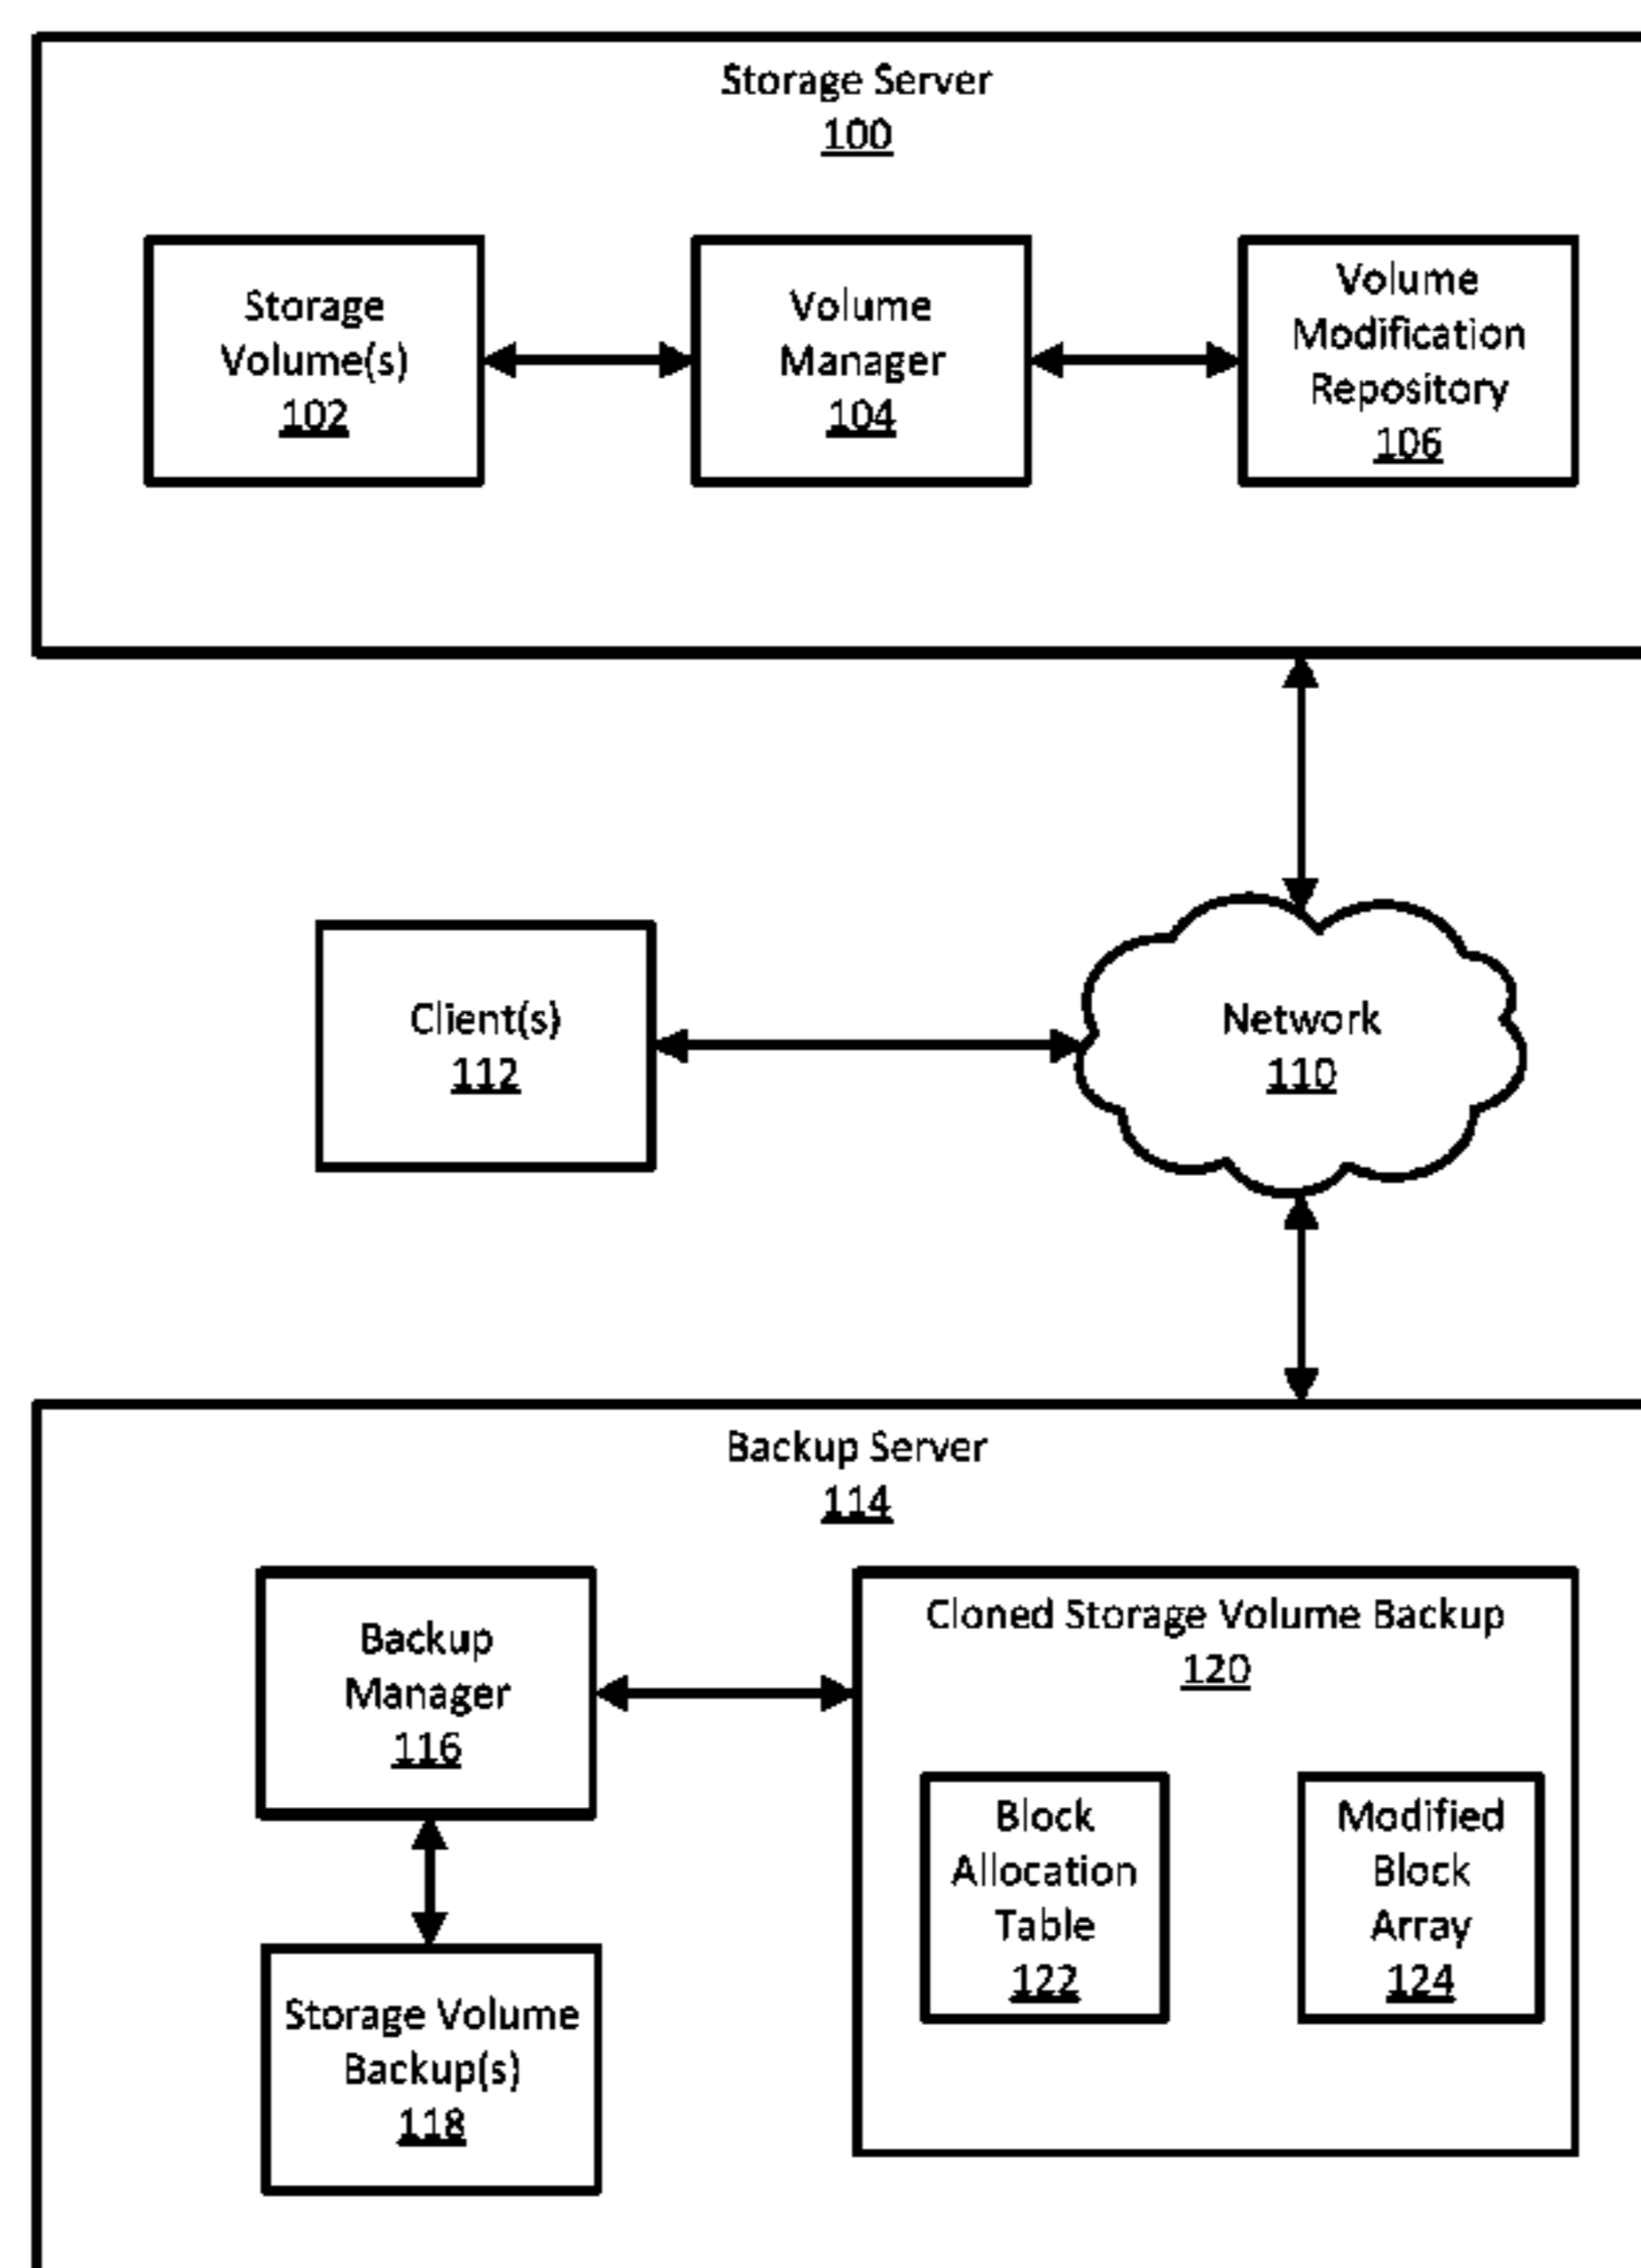 Storage Server
100
Storage
Volume(s)
102
Volume
Manager
104
Volume
Modification
Repository
106
Client(s)
112
Network
110
Backup Server
114
Backup
Manager
116
Cloned Storage Volume Backup
120
Block
Allocation
Table
122
Modified
Block
Array
124
Storage Volume
Backup(s)
118